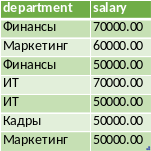 department salary
Финансы 70000.00
Маркетинг 60000.00
Финансы 50000.00
ИТ 70000.00
ИТ 50000.00
Кадры 50000.00
Маркетинг 50000.00